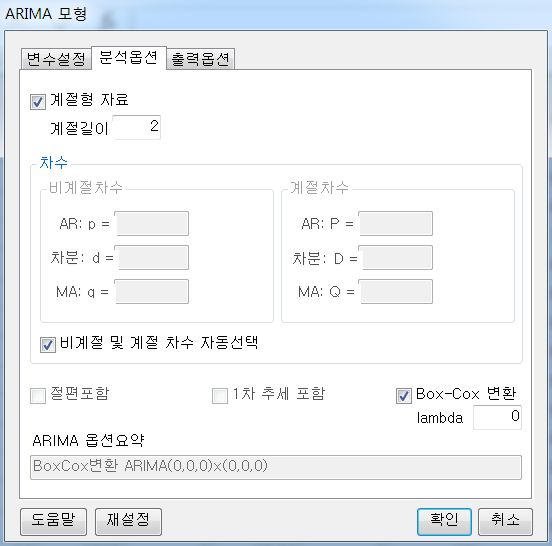 ARIMA 모형
변수설정 분석옵션 출력옵션
계절형 자료
계절길이 2
차수
비계절차수 계절차수
AR: p = AR: P =
차분: d = 차분: D =
MA: q = MA: Q =
비계절 및 계절 차수 자동선택
절편포함 1차 추세 포함 Box-Cox 변환
lambda 0
ARIMA 옵션요약
BoxCox변환 ARIMA(0,0,0)x(0,0,0)
도움말 재설정 확인 취소